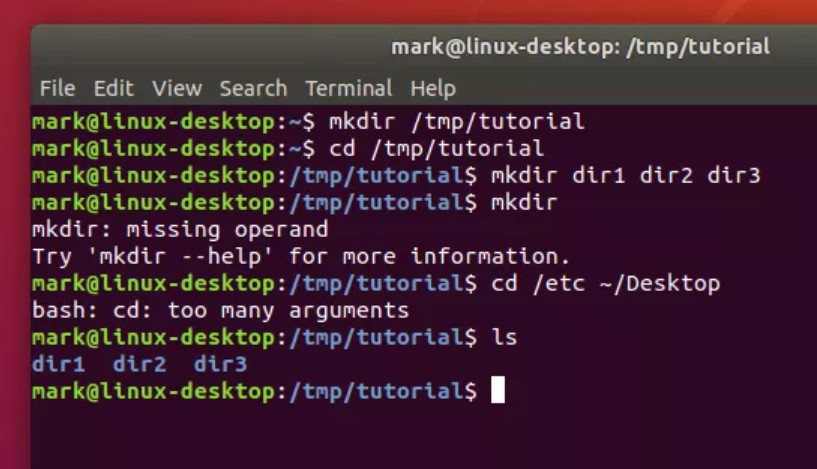 mark@linux-desktop: /tmp/tutorial
File Edit View Search Terminal Help
mark@linux-desktop:~$ mkdir /tmp/tutorial
mark@linux-desktop:~$ cd /tmp/tutorial
mark@linux-desktop:/tmp/tutorial$ mkdir dir1 dir2 dir3
mark@linux-desktop:/tmp/tutorial$ mkdir
mkdir: missing operand
Try 'mkdir --help' for more information.
mark@linux-desktop:/tmp/tutorial$ cd /etc ~/Desktop
bash: cd: too many arguments
mark@linux-desktop:/tmp/tutorial$ ls
dir1  dir2  dir3
mark@linux-desktop:/tmp/tutorial$